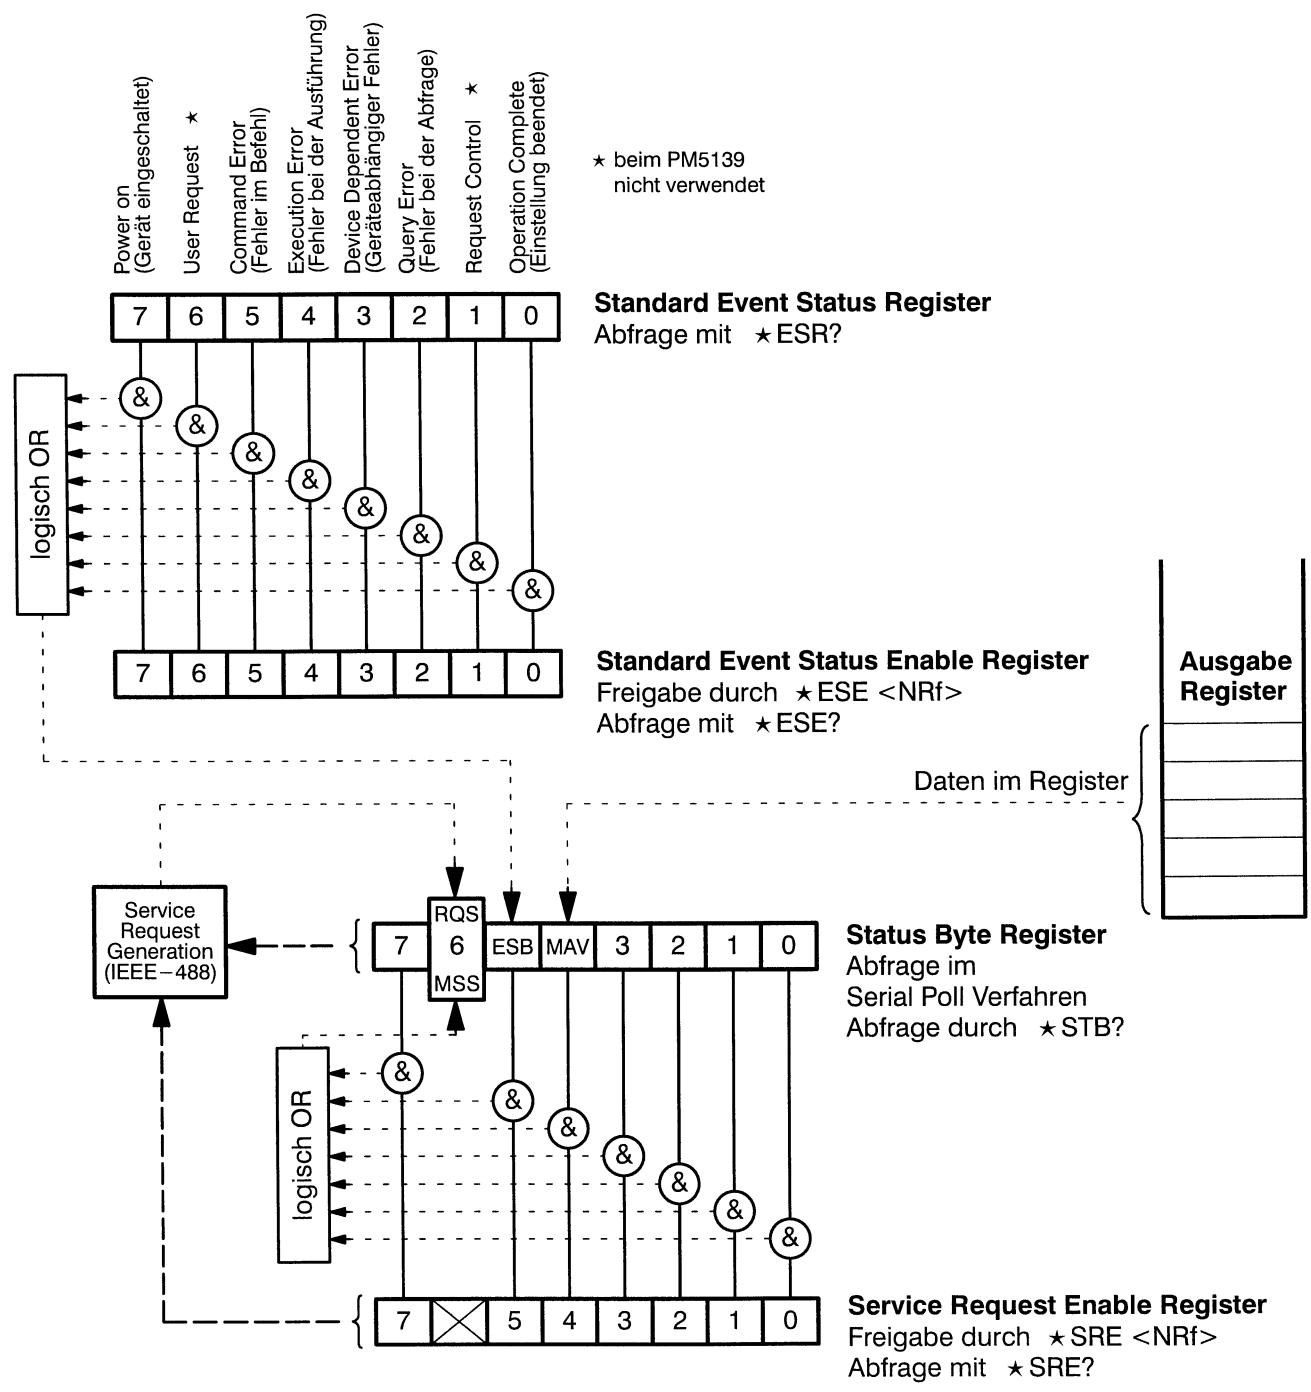 Power on
(Gerät eingeschaltet)
User Request ★
Command Error
(Fehler im Befehl)
Execution Error
(Fehler bei der Ausführung)
Device Dependent Error
(Geräteabhängiger Fehler)
Query Error
(Fehler bei der Abfrage)
Request Control ★
Operation Complete
(Einstellung beendet)
★ beim PM5139
nicht verwendet
7 6 5 4 3 2 1 0
Standard Event Status Register
Abfrage mit ★ESR?
&
&
&
&
&
&
&
&
logisch OR
7 6 5 4 3 2 1 0
Standard Event Status Enable Register
Freigabe durch ★ESE <NRf>
Abfrage mit ★ESE?
Ausgabe
Register
Daten im Register
Service
Request
Generation
(IEEE-488)
RQS
7 6 ESB MAV 3 2 1 0
MSS
Status Byte Register
Abfrage im
Serial Poll Verfahren
Abfrage durch ★STB?
&
&
&
&
&
&
&
logisch OR
7 5 4 3 2 1 0
Service Request Enable Register
Freigabe durch ★SRE <NRf>
Abfrage mit ★SRE?